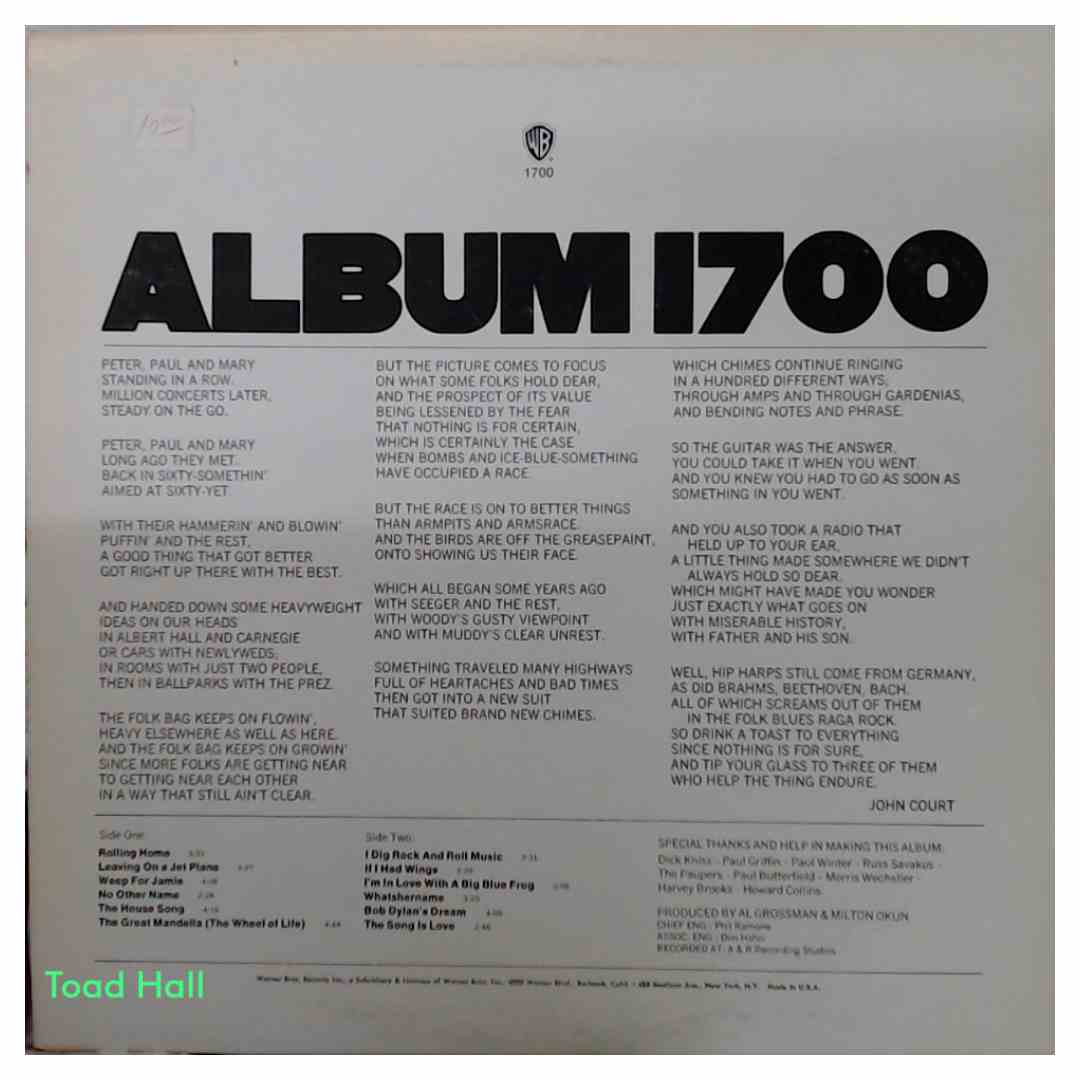 WB
1700
ALBUM 1700
PETER, PAUL AND MARY
STANDING IN A ROW.
MILLION CONCERTS LATER,
STEADY ON THE GO.
PETER, PAUL AND MARY
LONG AGO THEY MET.
BACK IN SIXTY-SOMETHIN'
AIMED AT SIXTY-YET.
WITH THEIR HAMMERIN' AND BLOWIN'
PUFFIN' AND THE REST,
A GOOD THING THAT GOT BETTER
GOT RIGHT UP THERE WITH THE BEST.
AND HANDED DOWN SOME HEAVYWEIGHT
IDEAS ON OUR HEADS
IN ALBERT HALL AND CARNEGIE
OR CARS WITH NEWLYWEDS;
IN ROOMS WITH JUST TWO PEOPLE,
THEN IN BALLPARKS WITH THE PREZ.
THE FOLK BAG KEEPS ON FLOWIN',
HEAVY ELSEWHERE AS WELL AS HERE.
AND THE FOLK BAG KEEPS ON GROWIN'
SINCE MORE FOLKS ARE GETTING NEAR
TO GETTING NEAR EACH OTHER
IN A WAY THAT STILL AIN'T CLEAR.
BUT THE PICTURE COMES TO FOCUS
ON WHAT SOME FOLKS HOLD DEAR,
AND THE PROSPECT OF ITS VALUE
BEING LESSENED BY THE FEAR
THAT NOTHING IS FOR CERTAIN,
WHICH IS CERTAINLY THE CASE
WHEN BOMBS AND ICE-BLUE-SOMETHING
HAVE OCCUPIED A RACE.
BUT THE RACE IS ON TO BETTER THINGS
THAN ARMPITS AND ARMSRACE.
AND THE BIRDS ARE OFF THE GREASEPAINT,
ONTO SHOWING US THEIR FACE.
WHICH ALL BEGAN SOME YEARS AGO
WITH SEEGER AND THE REST,
WITH WOODY'S GUSTY VIEWPOINT
AND WITH MUDDY'S CLEAR UNREST.
SOMETHING TRAVELED MANY HIGHWAYS
FULL OF HEARTACHES AND BAD TIMES
THEN GOT INTO A NEW SUIT
THAT SUITED BRAND NEW CHIMES.
WHICH CHIMES CONTINUE RINGING
IN A HUNDRED DIFFERENT WAYS;
THROUGH AMPS AND THROUGH GARDENIAS,
AND BENDING NOTES AND PHRASE.
SO THE GUITAR WAS THE ANSWER,
YOU COULD TAKE IT WHEN YOU WENT.
AND YOU KNEW YOU HAD TO GO AS SOON AS
SOMETHING IN YOU WENT.
AND YOU ALSO TOOK A RADIO THAT
HELD UP TO YOUR EAR,
A LITTLE THING MADE SOMEWHERE WE DIDN'T
ALWAYS HOLD SO DEAR.
WHICH MIGHT HAVE MADE YOU WONDER
JUST EXACTLY WHAT GOES ON
WITH MISERABLE HISTORY,
WITH FATHER AND HIS SON.
WELL, HIP HARPS STILL COME FROM GERMANY,
AS DID BRAHMS, BEETHOVEN, BACH.
ALL OF WHICH SCREAMS OUT OF THEM
IN THE FOLK BLUES RAGA ROCK.
SO DRINK A TOAST TO EVERYTHING
SINCE NOTHING IS FOR SURE,
AND TIP YOUR GLASS TO THREE OF THEM
WHO HELP THE THING ENDURE.
JOHN COURT
Side One:
Rolling Home
Leaving On a Jet Plane
Weep For Jamie
No Other Name
The House Song
The Great Mandella (The Wheel of Life)
Side Two:
I Dig Rock And Roll Music
If I Had Wings
I'm In Love With A Big Blue Frog
Whatshername
Bob Dylan's Dream
The Song Is Love
SPECIAL THANKS AND HELP IN MAKING THIS ALBUM:
Dick Kniss - Paul Griffin - Paul Winter - Russ Savakus -
The Paupers - Paul Butterfield - Morris Wechsler -
Harvey Brooks - Howard Collins.
PRODUCED BY AL GROSSMAN & MILTON OKUN
CHIEF ENG.: Phil Ramone
ASSOC. ENG.: Don Hahn
RECORDED AT: A & R Recording Studios
Warner Bros. Records Inc., a Subsidiary & Licensee of Warner Bros. Inc., Warner Blvd., Burbank, Calif. New York, N.Y. Made in U.S.A.
Toad Hall